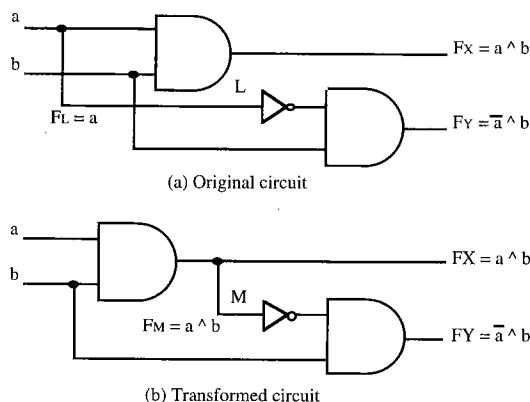 a
FX = a ^ b
b
L
FL = a
FY = a̅ ^ b
(a) Original circuit
a
FX = a ^ b
b
M
FM = a ^ b
FY = a̅ ^ b
(b) Transformed circuit